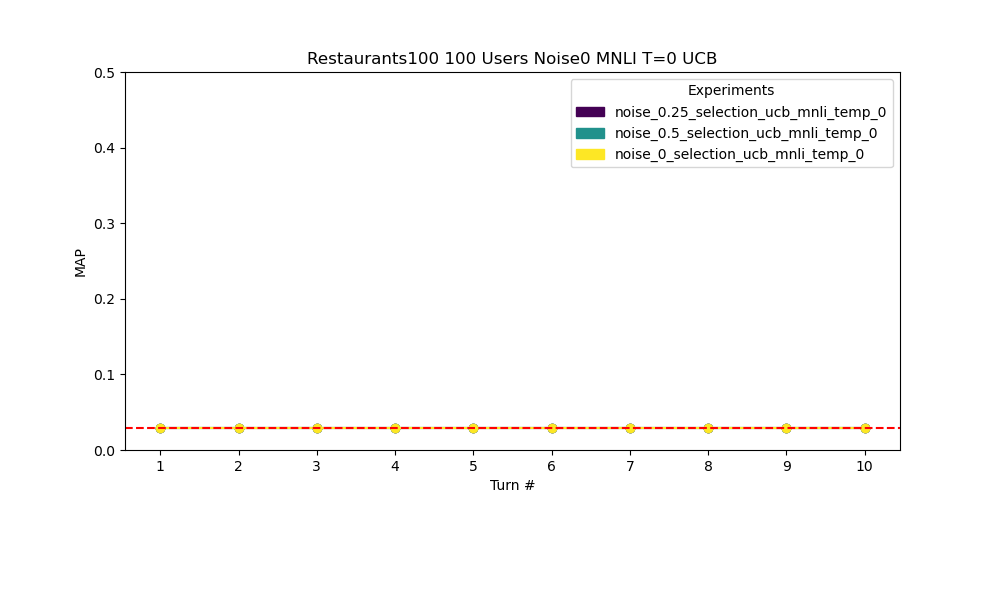 Restaurants100 100 Users Noise0 MNLI T=0 UCB
0.5
0.4
0.3
0.2
0.1
0.0
MAP
Experiments
noise_0.25_selection_ucb_mnli_temp_0
noise_0.5_selection_ucb_mnli_temp_0
noise_0_selection_ucb_mnli_temp_0
1 2 3 4 5 6 7 8 9 10
Turn #